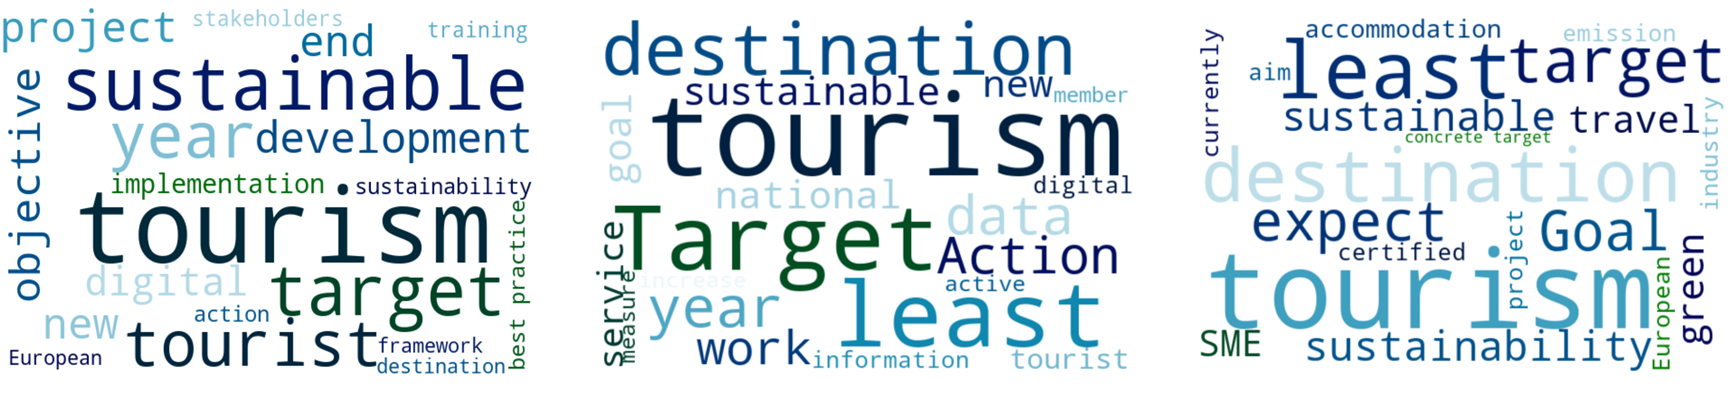 project
stakeholders
end
training
sustainable
objective
year
development
implementation
sustainability
tourism
best practice
digital
target
new
action
tourist
framework
European
destination
destination
sustainable
new
member
goal
tourism
digital
national
data
Target
service
measure
Action
increase
active
year
least
work
information
tourist
currently
accommodation
emission
aim
least
target
sustainable
travel
concrete target
industry
destination
expect
certified
project
Goal
tourism
European
green
SME
sustainability